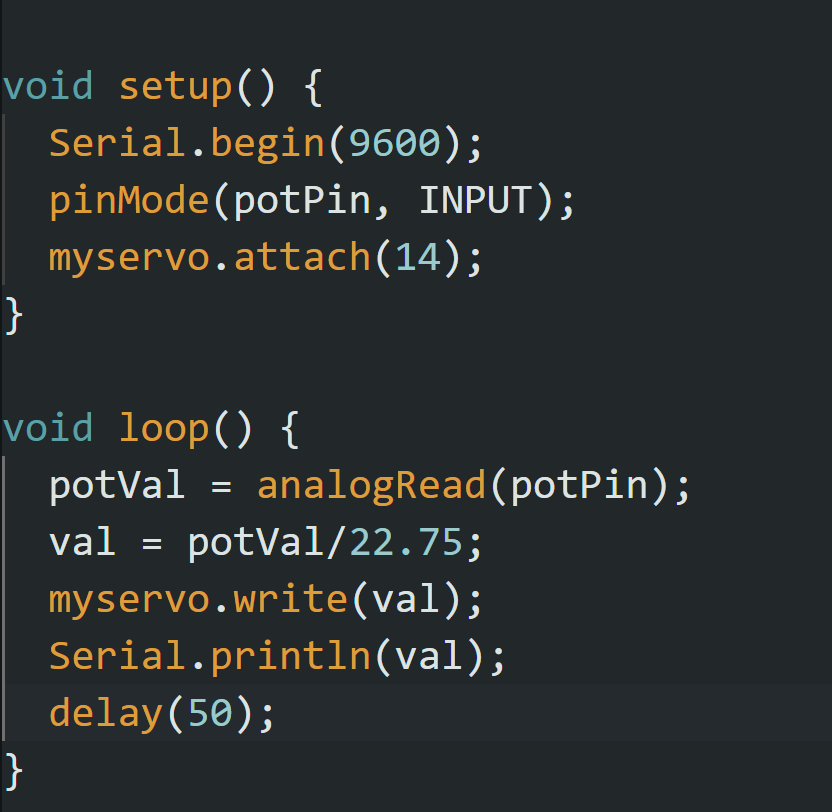 void setup() {
  Serial.begin(9600);
  pinMode(potPin, INPUT);
  myservo.attach(14);
}

void loop() {
  potVal = analogRead(potPin);
  val = potVal/22.75;
  myservo.write(val);
  Serial.println(val);
  delay(50);
}